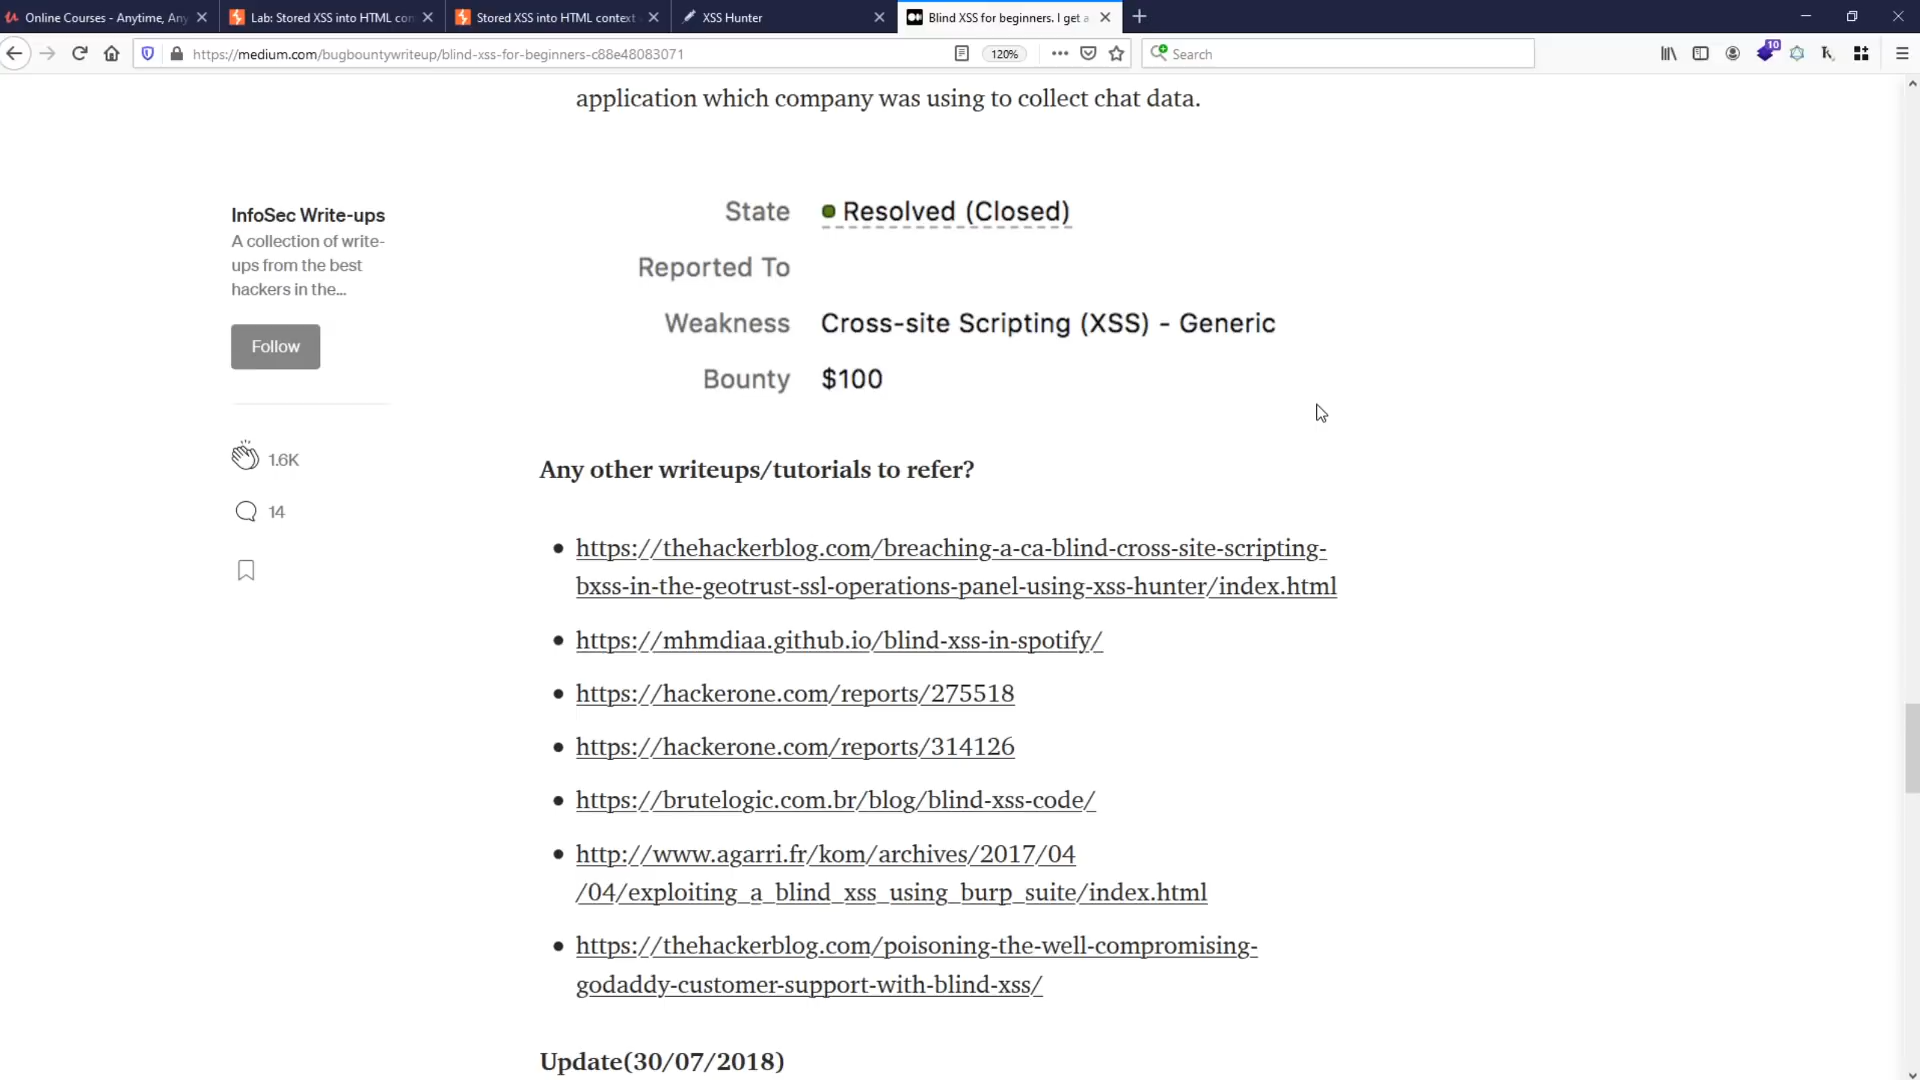 Online Courses - Anytime, Any
Lab: Stored XSS into HTML con
Stored XSS into HTML context
XSS Hunter
Blind XSS for beginners. I get a
https://medium.com/bugbountywriteup/blind-xss-for-beginners-c88e48083071
120%
Search
10
application which company was using to collect chat data.
InfoSec Write-ups
A collection of write-
ups from the best
hackers in the...
Follow
1.6K
14
State Resolved (Closed)
Reported To
Weakness Cross-site Scripting (XSS) - Generic
Bounty $100
Any other writeups/tutorials to refer?
https://thehackerblog.com/breaching-a-ca-blind-cross-site-scripting-
bxss-in-the-geotrust-ssl-operations-panel-using-xss-hunter/index.html
https://mhmdiaa.github.io/blind-xss-in-spotify/
https://hackerone.com/reports/275518
https://hackerone.com/reports/314126
https://brutelogic.com.br/blog/blind-xss-code/
http://www.agarri.fr/kom/archives/2017/04
/04/exploiting_a_blind_xss_using_burp_suite/index.html
https://thehackerblog.com/poisoning-the-well-compromising-
godaddy-customer-support-with-blind-xss/
Update(30/07/2018)